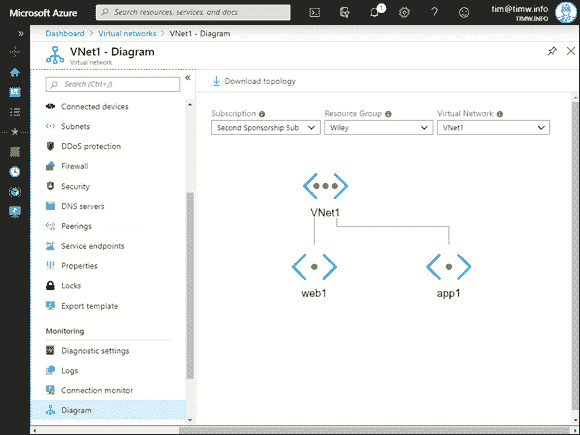 Microsoft Azure
Search resources, services, and docs
tim@timw.info
TIMW.INFO
Dashboard > Virtual networks > VNet1 - Diagram
VNet1 - Diagram
Virtual network
Search (Ctrl+/)
Connected devices
Subnets
DDoS protection
Firewall
Security
DNS servers
Peerings
Service endpoints
Properties
Locks
Export template
Monitoring
Diagnostic settings
Logs
Connection monitor
Diagram
Download topology
Subscription
Resource Group
Virtual Network
Second Sponsorship Sub
Wiley
VNet1
VNet1
web1
app1